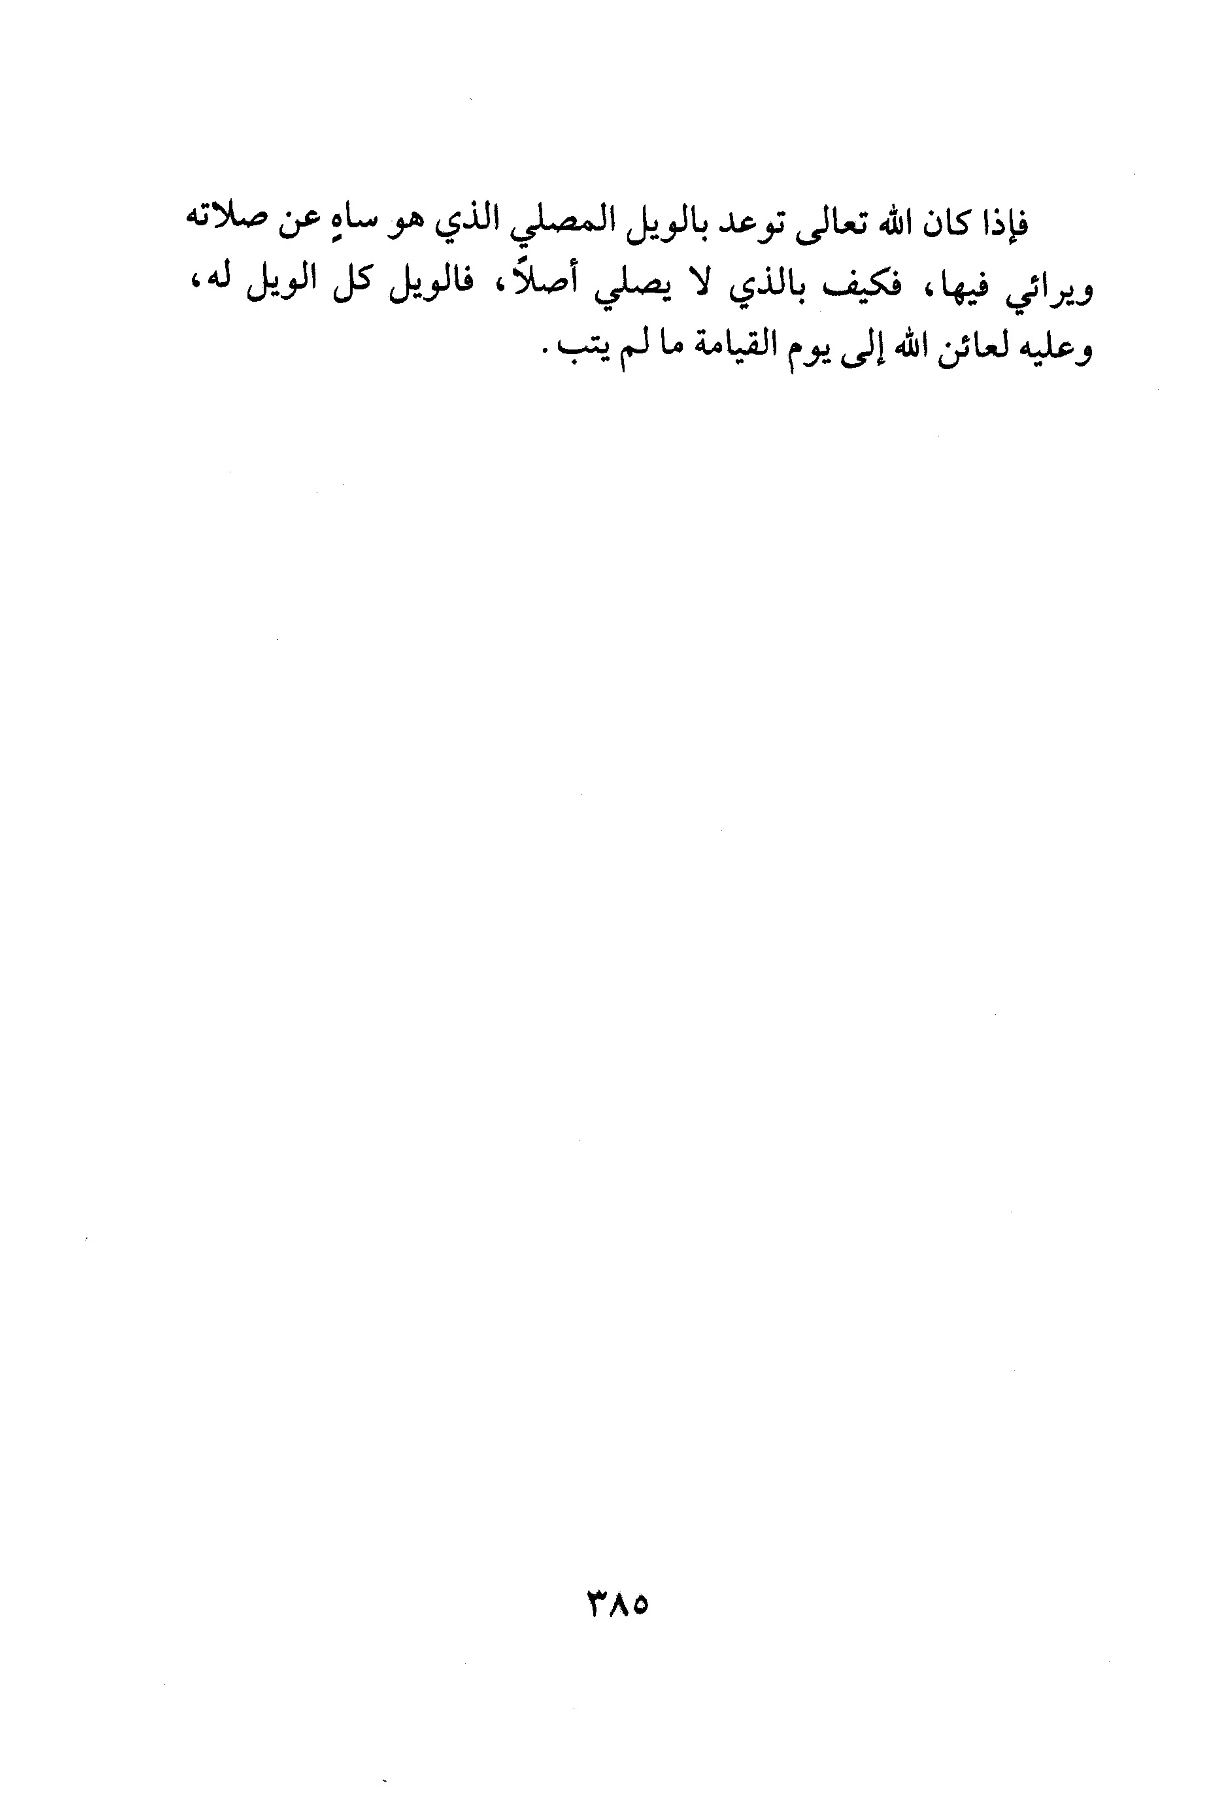 فإذا كان الله تعالى توعد بالويل المصلي الذي هو ساهٍ عن صلاته
ويرائي فيها، فكيف بالذي لا يصلي أصلاً، فالويل كل الويل له،
وعليه لعائن الله إلى يوم القيامة ما لم يتب.
٣٨٥